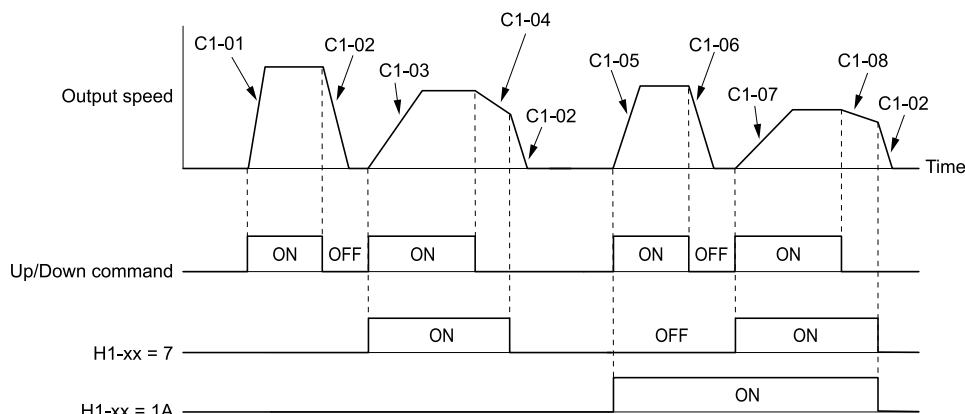 C1-04
C1-01
C1-02
C1-03
C1-05
C1-06
C1-08
C1-07
Output speed
C1-02
C1-02
Time
ON
OFF
ON
ON
OFF
ON
Up/Down command
ON
OFF
ON
H1-xx = 7
ON
H1-xx = 1A